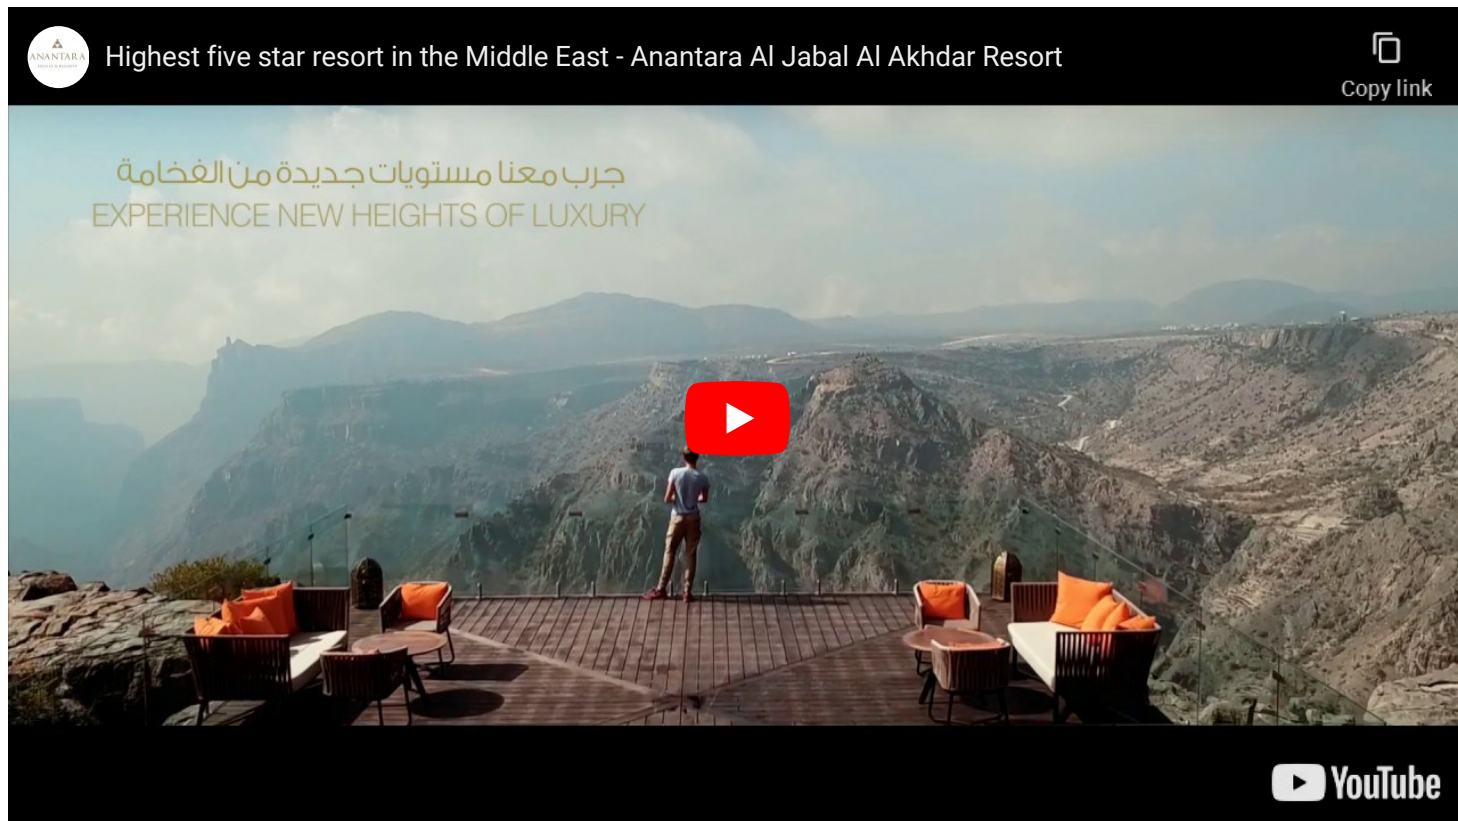 ANANTARA
Highest five star resort in the Middle East - Anantara Al Jabal Al Akhdar Resort
Copy link
جرب معنا مستويات جديدة من الفخامة
EXPERIENCE NEW HEIGHTS OF LUXURY
YouTube